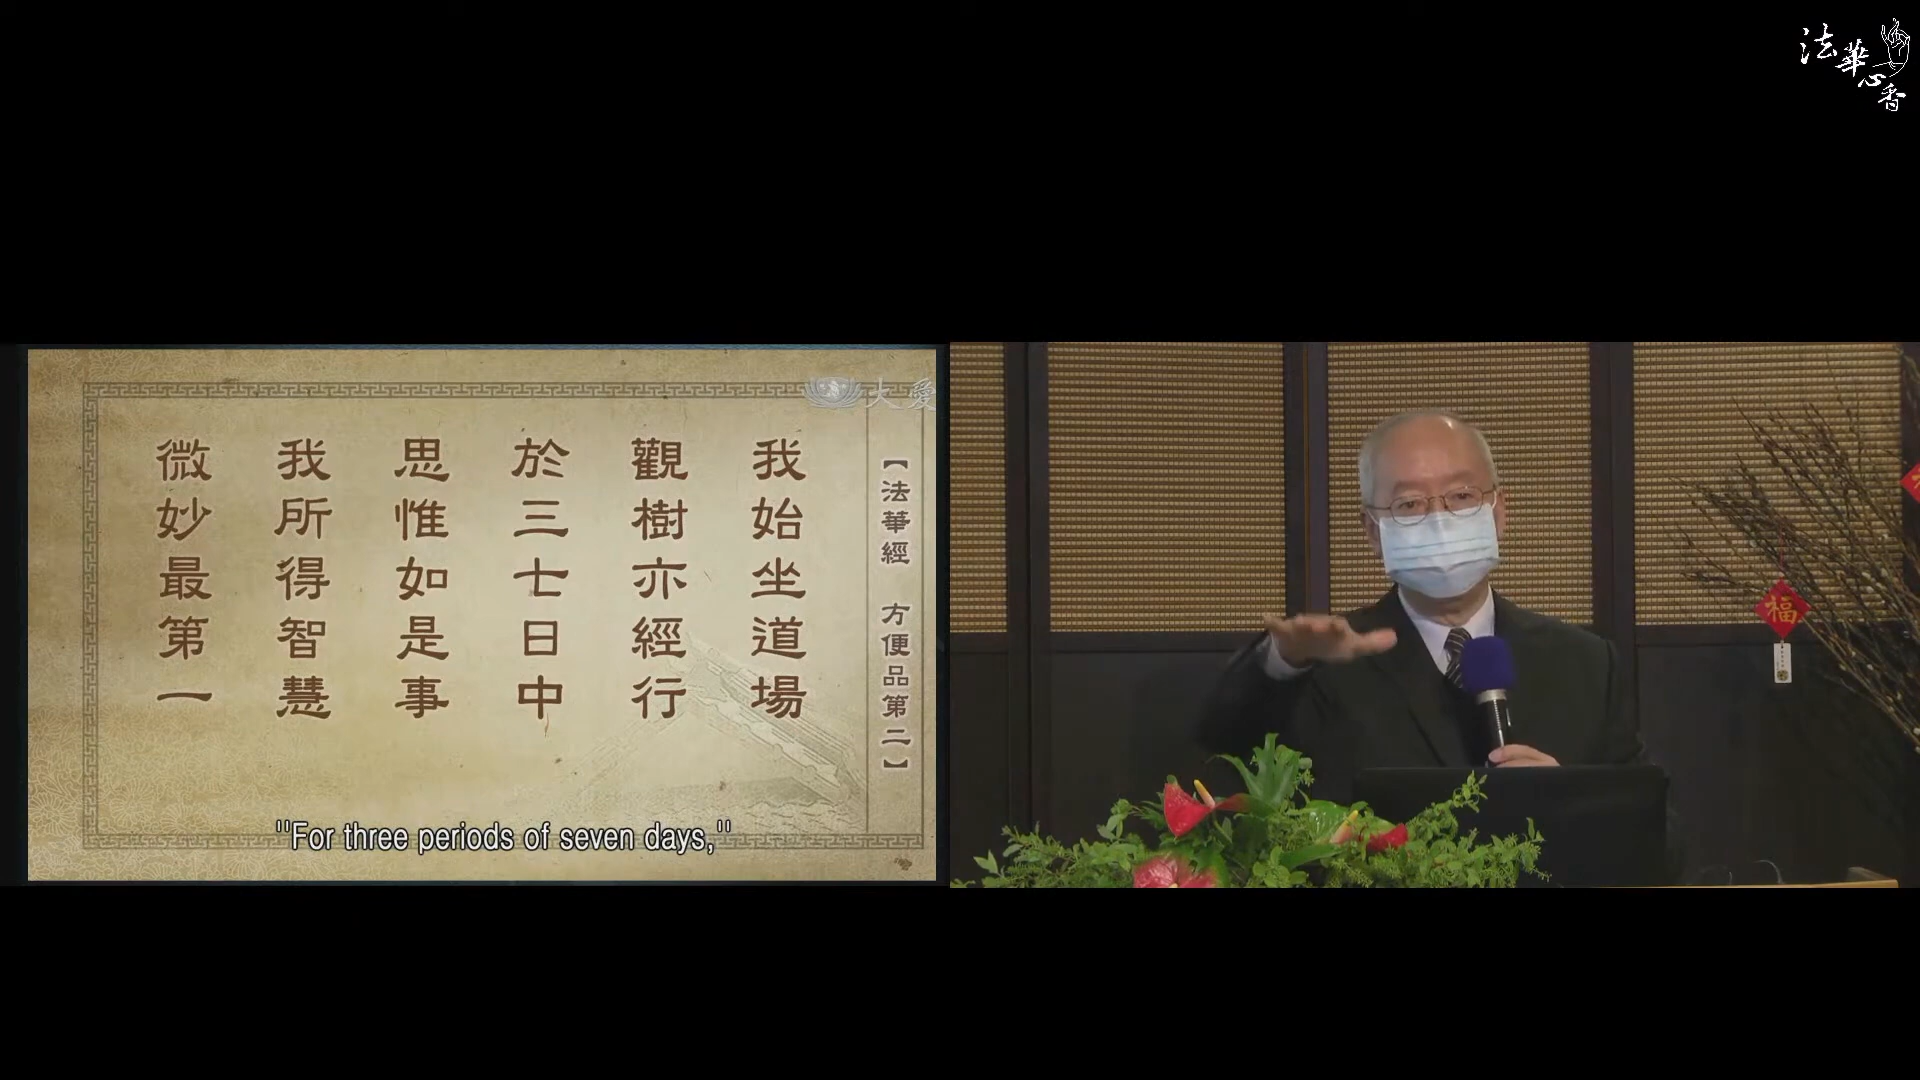 法華心香
大愛
【法華經 方便品第二】
我始坐道場
觀樹亦經行
於三七日中
思惟如是事
我所得智慧
微妙最第一
"For three periods of seven days,"
福